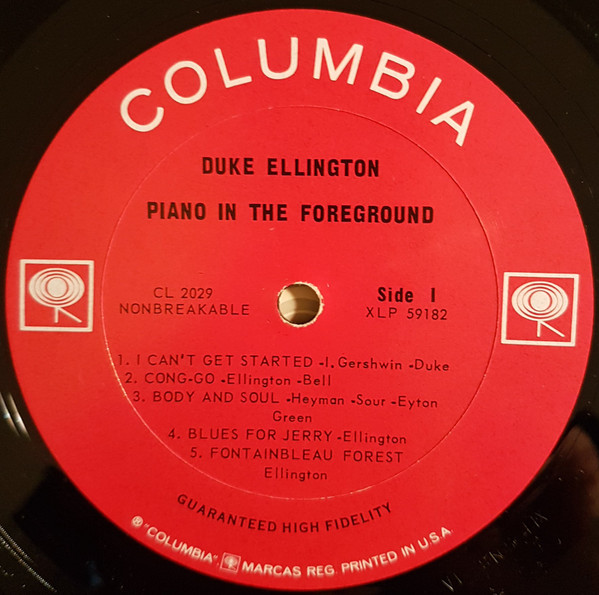 COLUMBIA
DUKE ELLINGTON
PIANO IN THE FOREGROUND
CL 2029
NONBREAKABLE
Side 1
XLP 59182
1. I CAN'T GET STARTED -I. Gershwin -Duke
2. CONG-GO -Ellington -Bell
3. BODY AND SOUL -Heyman -Sour -Eyton
Green
4. BLUES FOR JERRY -Ellington
5. FONTAINBLEAU FOREST
Ellington
GUARANTEED HIGH FIDELITY
® "COLUMBIA" MARCAS REG. PRINTED IN U.S.A.